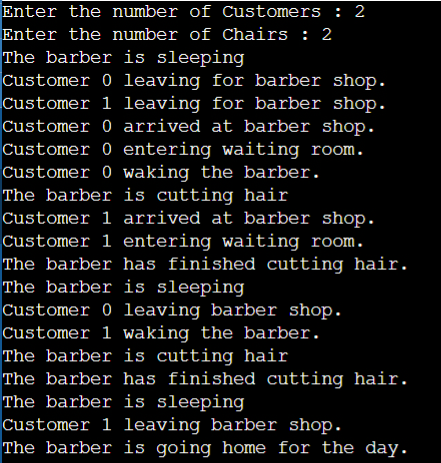 Enter the number of Customers : 2
Enter the number of Chairs : 2
The barber is sleeping
Customer 0 leaving for barber shop.
Customer 1 leaving for barber shop.
Customer 0 arrived at barber shop.
Customer 0 entering waiting room.
Customer 0 waking the barber.
The barber is cutting hair
Customer 1 arrived at barber shop.
Customer 1 entering waiting room.
The barber has finished cutting hair.
The barber is sleeping
Customer 0 leaving barber shop.
Customer 1 waking the barber.
The barber is cutting hair
The barber has finished cutting hair.
The barber is sleeping
Customer 1 leaving barber shop.
The barber is going home for the day.